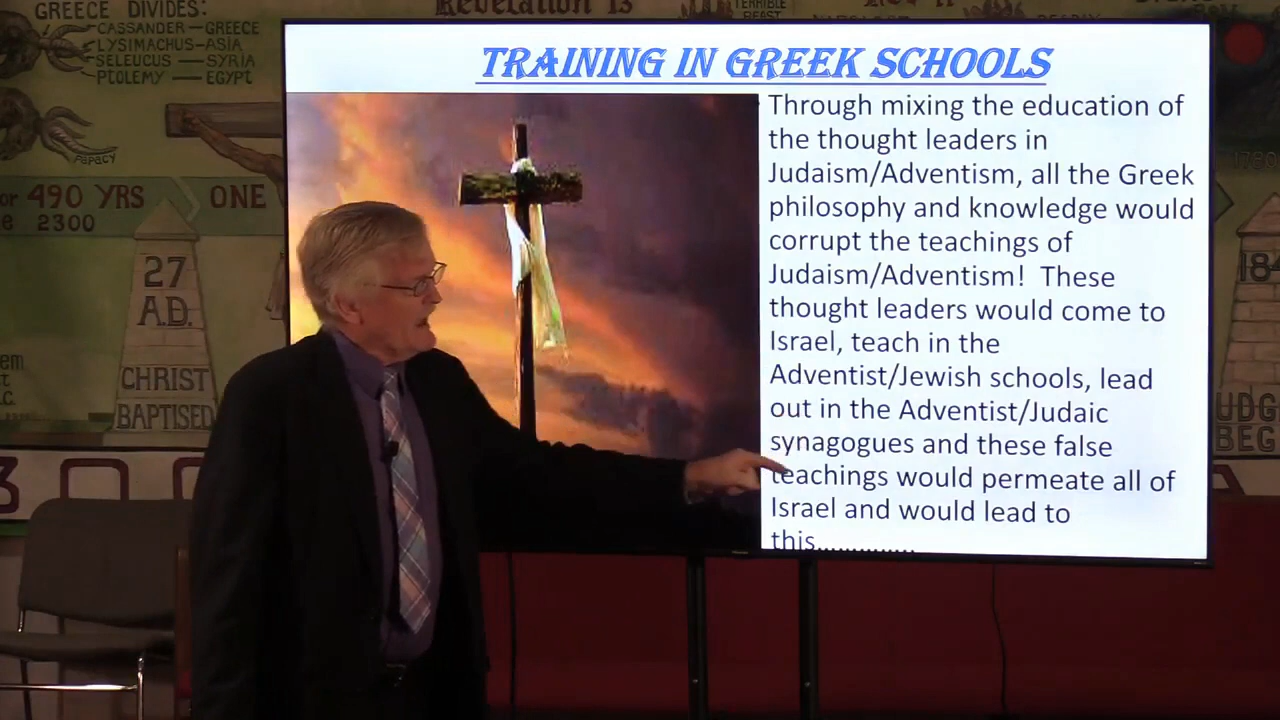 GREECE DIVIDES:
CASSANDER — GREECE
LYSIMACHUS — ASIA
SELEUCUS — SYRIA
PTOLEMY — EGYPT
PAPACY
or 490 YRS
ONE
2300
27
A.D.
CHRIST
BAPTISED
Revelation 13
TERRIBLE
BEAST
TRAINING IN GREEK SCHOOLS
Through mixing the education of
the thought leaders in
Judaism/Adventism, all the Greek
philosophy and knowledge would
corrupt the teachings of
Judaism/Adventism!  These
thought leaders would come to
Israel, teach in the
Adventist/Jewish schools, lead
out in the Adventist/Judaic
synagogues and these false
teachings would permeate all of
Israel and would lead to
this..............